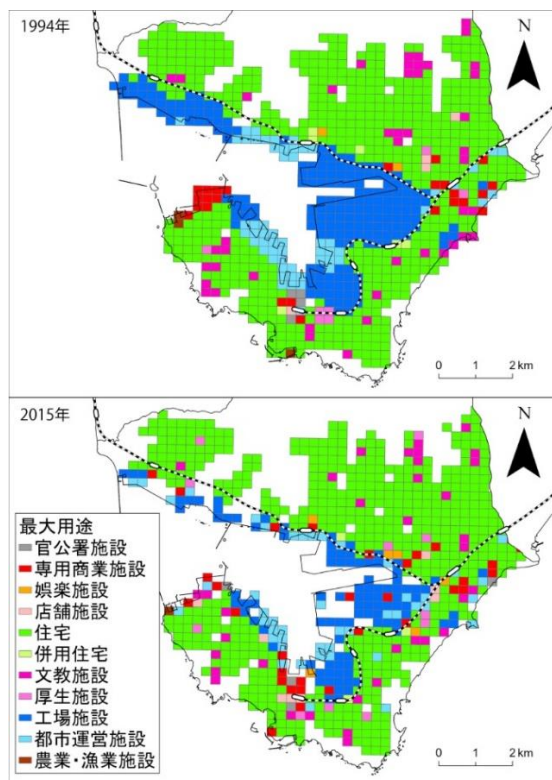 1994年
N
0 1 2 km
2015年
N
最大用途
官公署施設
専用商業施設
娯楽施設
店舗施設
住宅
併用住宅
文教施設
厚生施設
工場施設
都市運営施設
農業・漁業施設
0 1 2 km